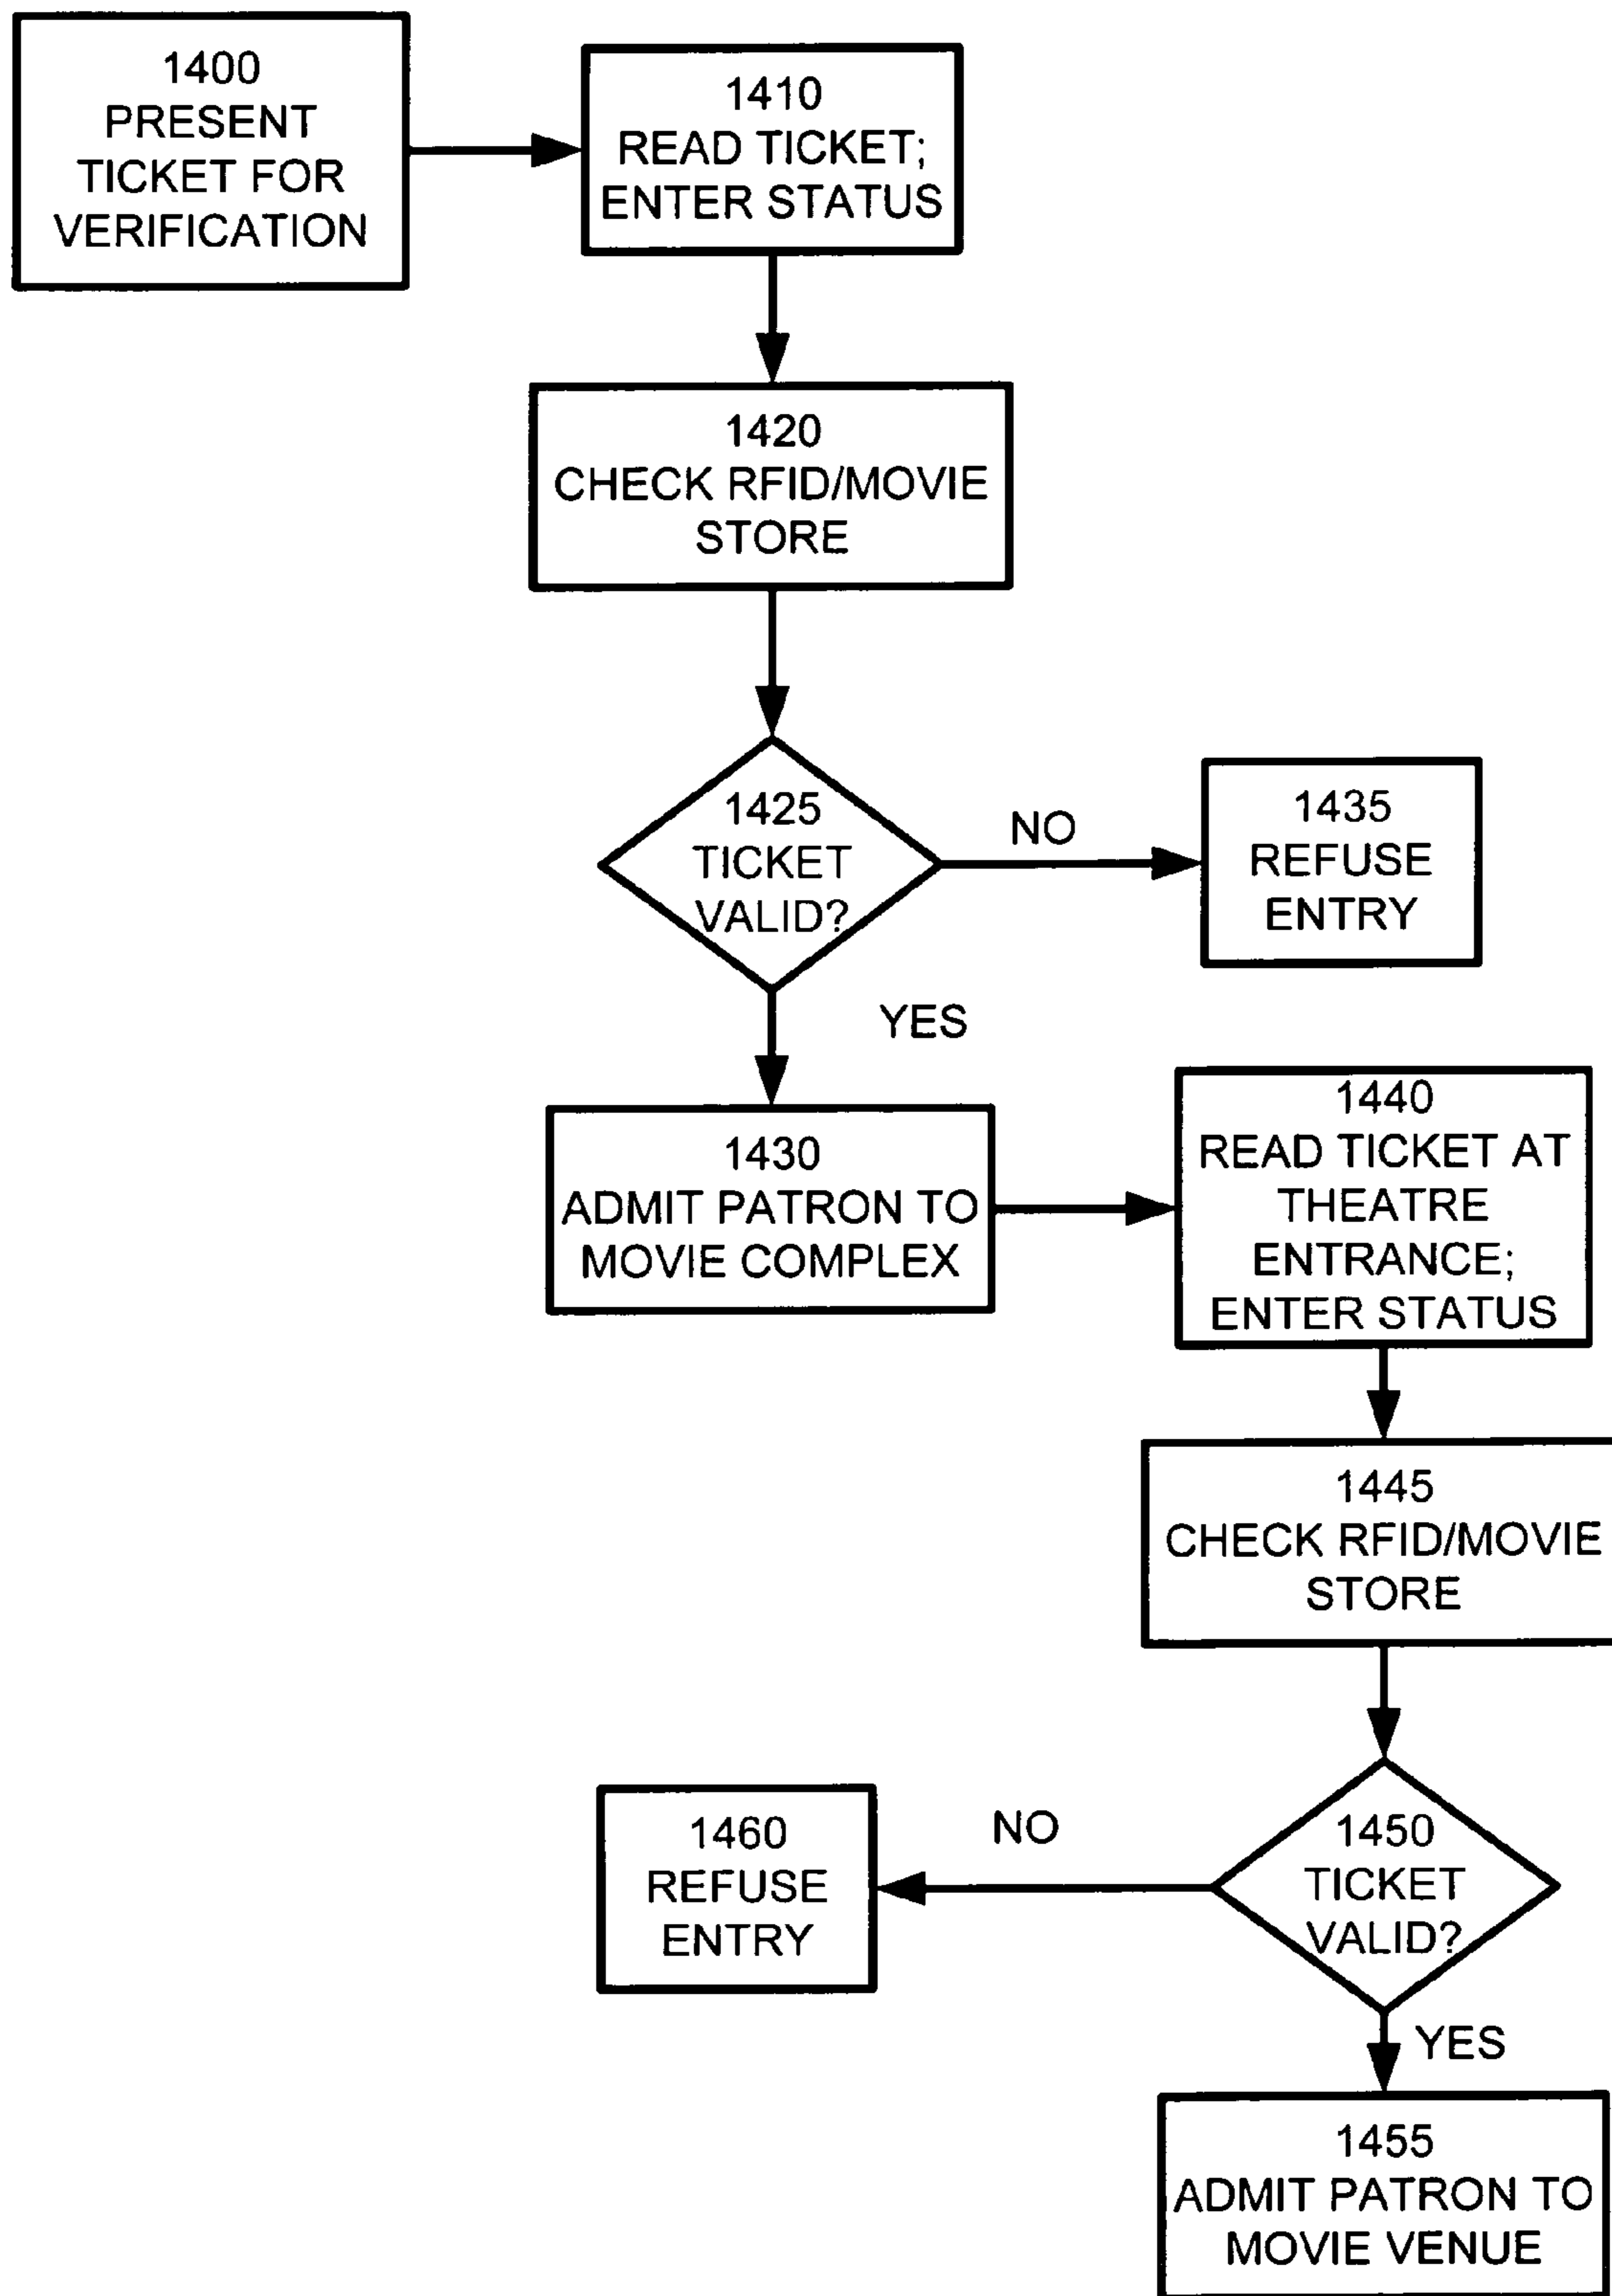 1400
PRESENT
TICKET FOR
VERIFICATION
1410
READ TICKET;
ENTER STATUS
1420
CHECK RFID/MOVIE
STORE
1425
TICKET
VALID?
NO
1435
REFUSE
ENTRY
YES
1430
ADMIT PATRON TO
MOVIE COMPLEX
1440
READ TICKET AT
THEATRE
ENTRANCE;
ENTER STATUS
1445
CHECK RFID/MOVIE
STORE
1450
TICKET
VALID?
NO
1460
REFUSE
ENTRY
YES
1455
ADMIT PATRON TO
MOVIE VENUE